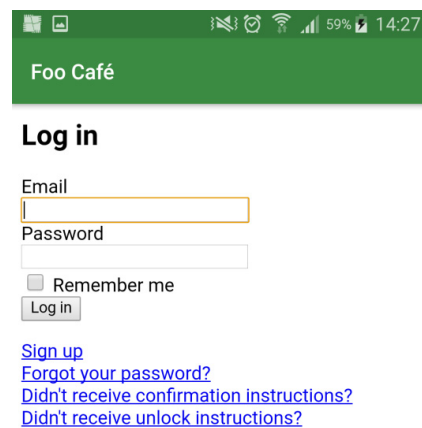 59% 14:27
Foo Café
Log in
Email
Password
Remember me
Log in
Sign up
Forgot your password?
Didn't receive confirmation instructions?
Didn't receive unlock instructions?